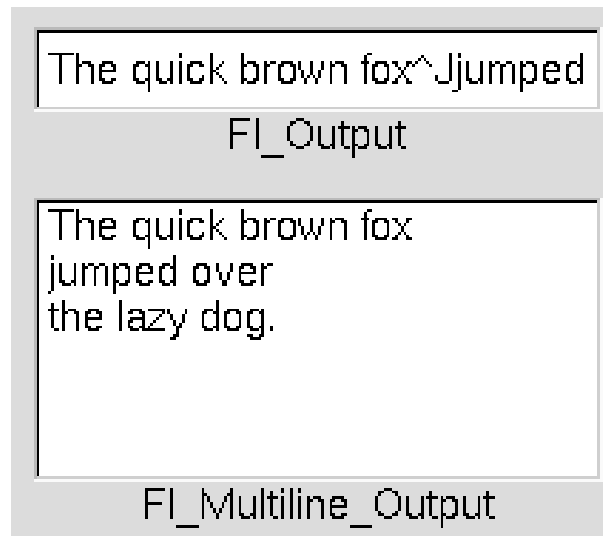 The quick brown fox^Jjumped
Fl_Output
The quick brown fox
jumped over
the lazy dog.
Fl_Multiline_Output